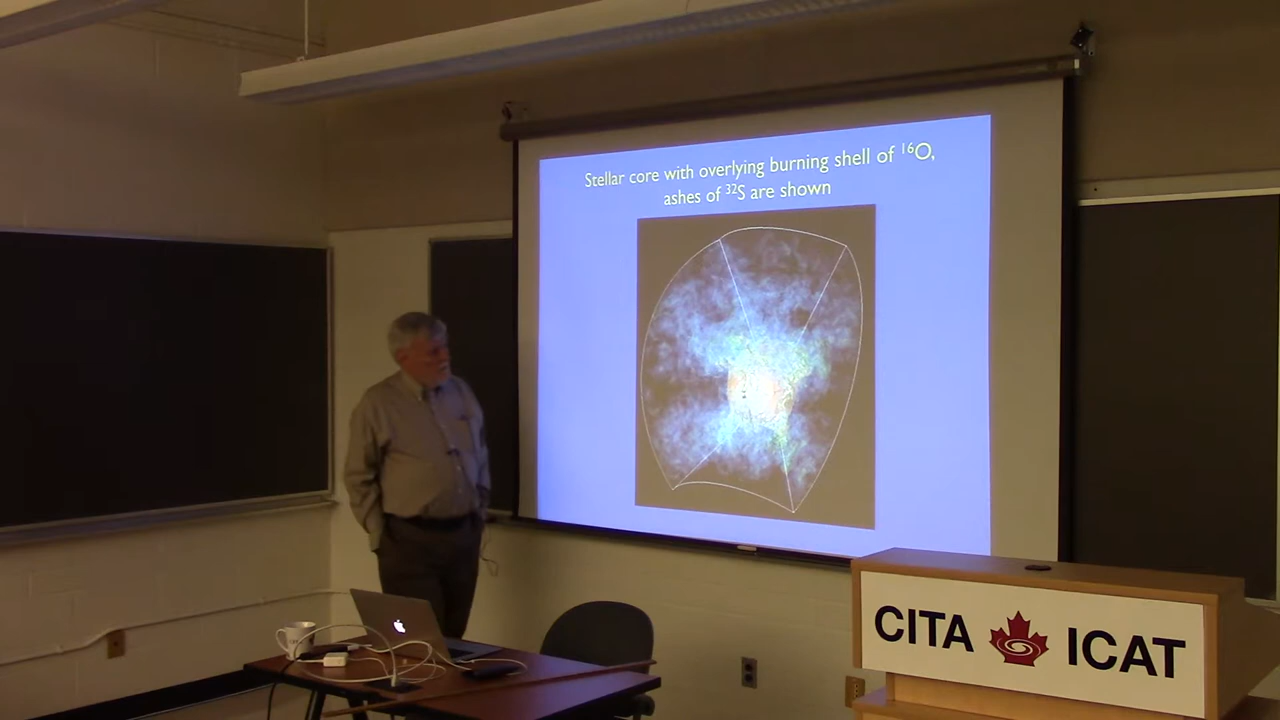 Stellar core with overlying burning shell of ¹⁶O,
ashes of ³²S are shown
CITA ICAT